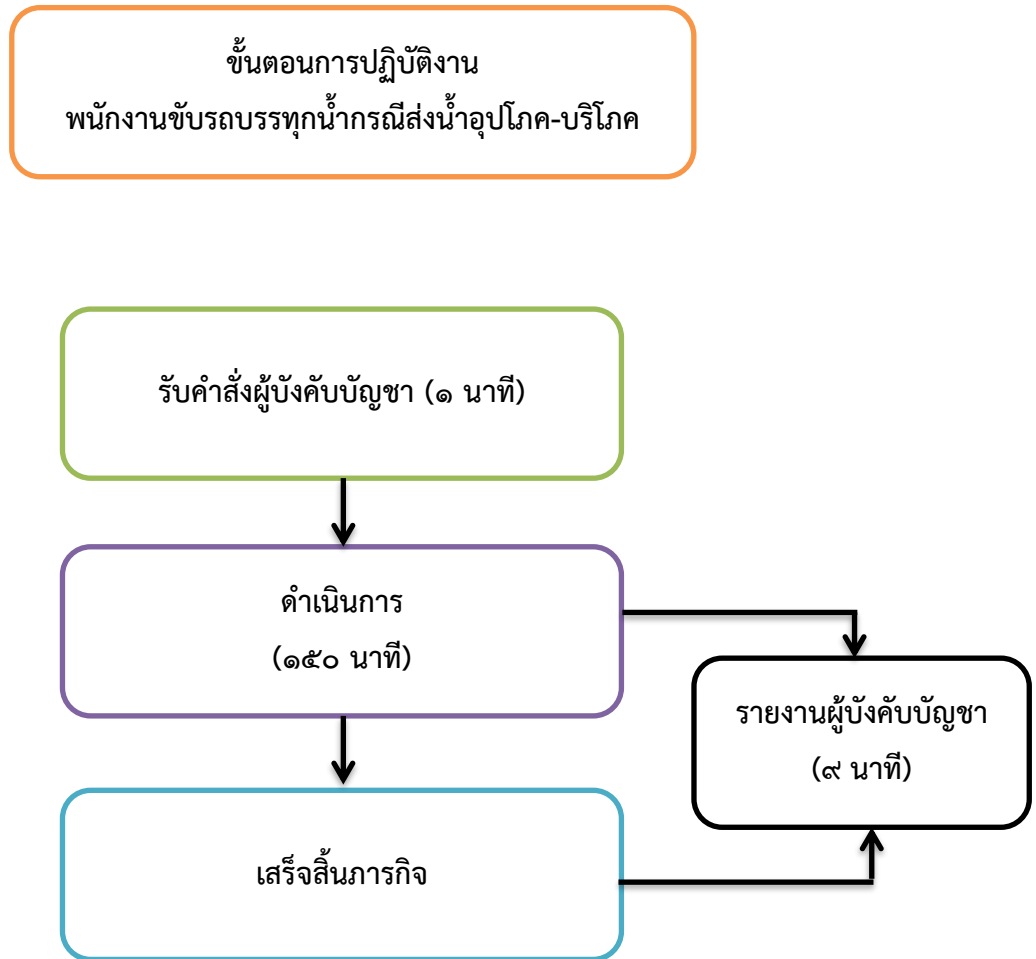 ขั้นตอนการปฏิบัติงาน
พนักงานขับรถบรรทุกน้ำกรณีส่งน้ำอุปโภค-บริโภค
รับคำสั่งผู้บังคับบัญชา (๑ นาที)
ดำเนินการ
(๑๕๐ นาที)
รายงานผู้บังคับบัญชา
(๙ นาที)
เสร็จสิ้นภารกิจ